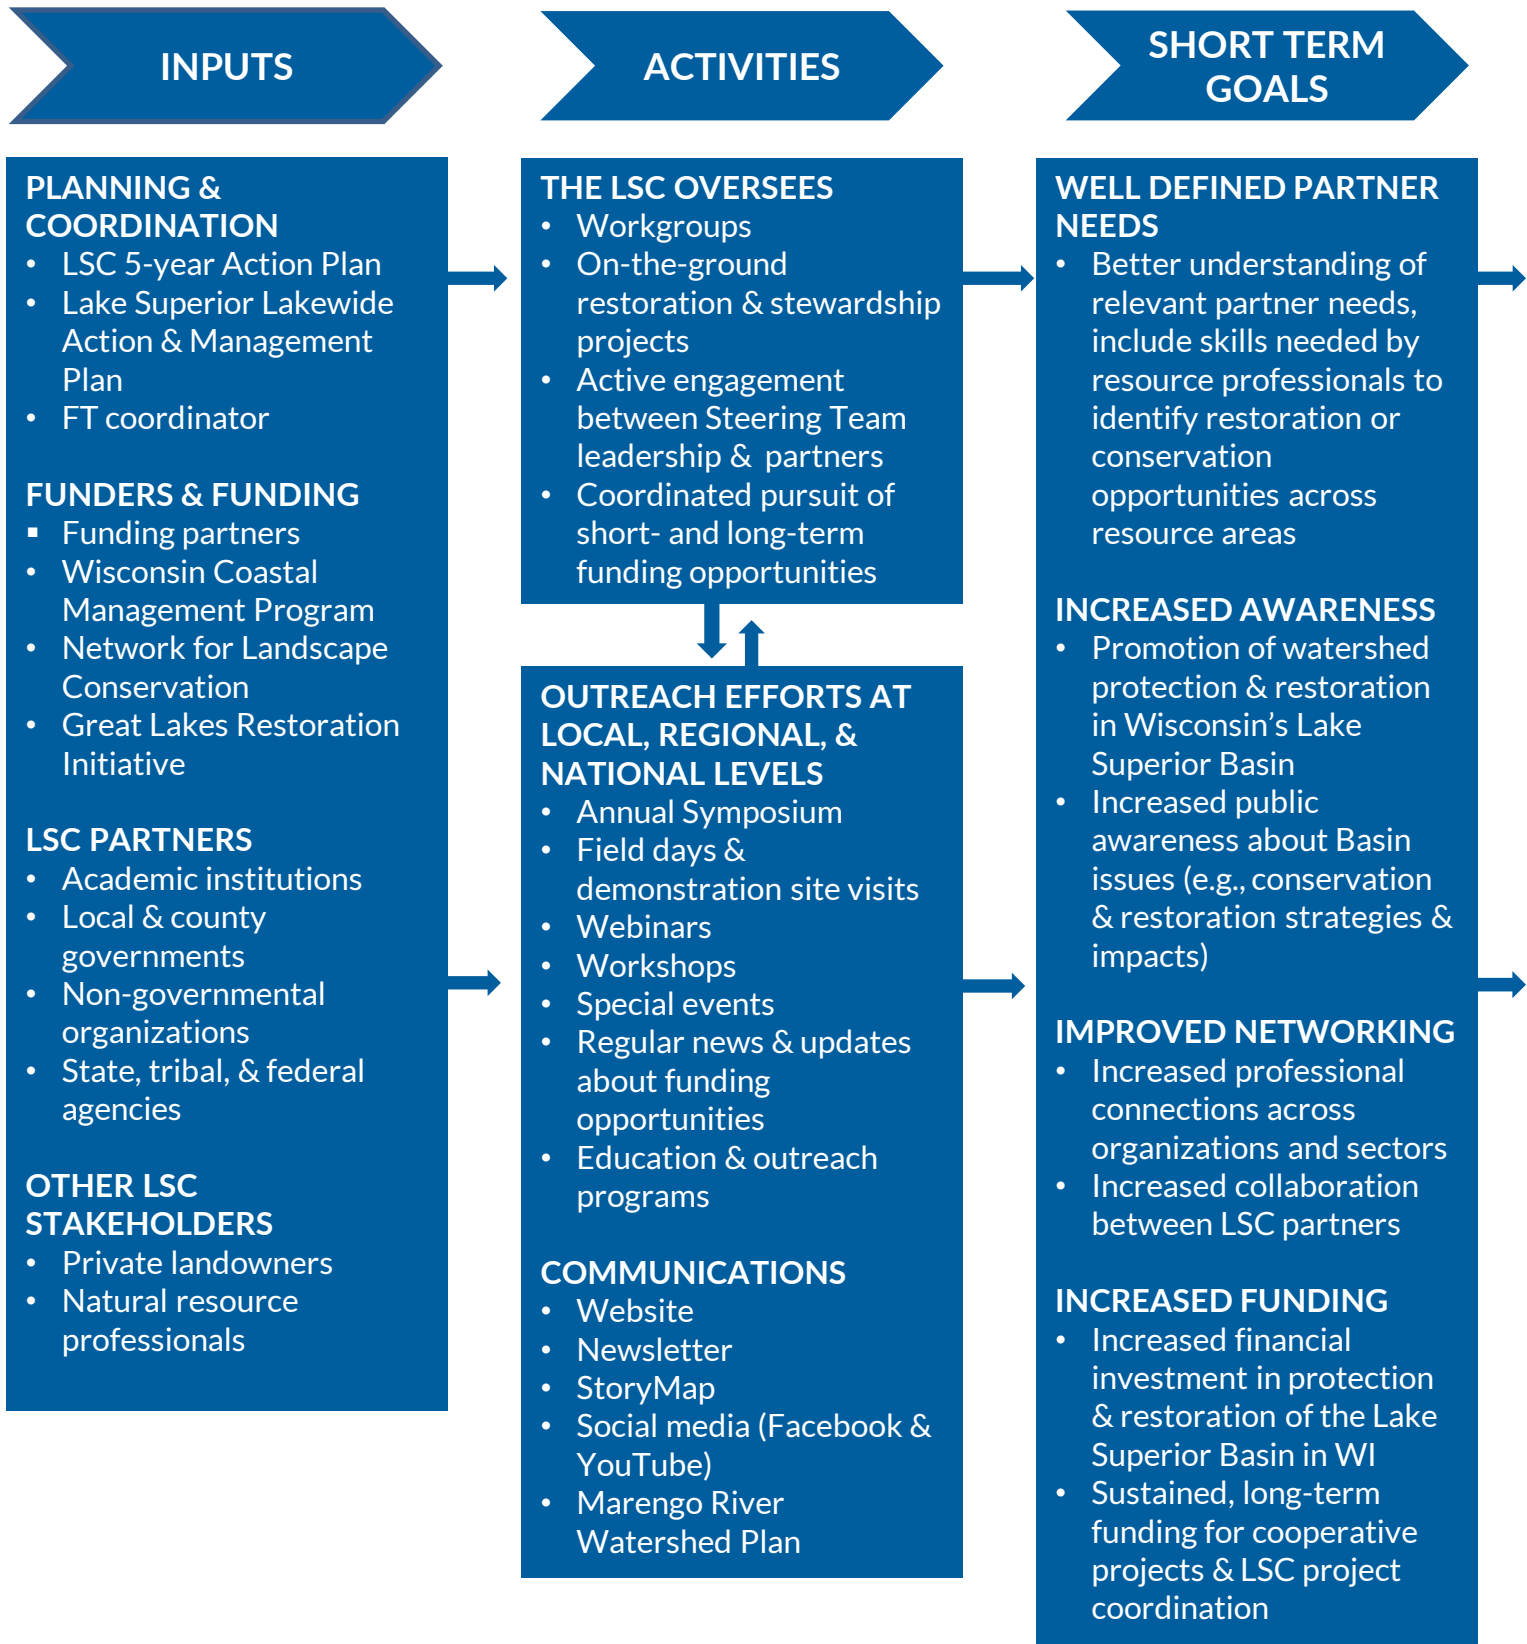 INPUTS
ACTIVITIES
SHORT TERM
GOALS
PLANNING &
COORDINATION
• LSC 5-year Action Plan
• Lake Superior Lakewide
Action & Management
Plan
• FT coordinator
FUNDERS & FUNDING
▪ Funding partners
• Wisconsin Coastal
Management Program
• Network for Landscape
Conservation
• Great Lakes Restoration
Initiative
LSC PARTNERS
• Academic institutions
• Local & county
governments
• Non-governmental
organizations
• State, tribal, & federal
agencies
OTHER LSC
STAKEHOLDERS
• Private landowners
• Natural resource
professionals
THE LSC OVERSEES
• Workgroups
• On-the-ground
restoration & stewardship
projects
• Active engagement
between Steering Team
leadership & partners
• Coordinated pursuit of
short- and long-term
funding opportunities
OUTREACH EFFORTS AT
LOCAL, REGIONAL, &
NATIONAL LEVELS
• Annual Symposium
• Field days &
demonstration site visits
• Webinars
• Workshops
• Special events
• Regular news & updates
about funding
opportunities
• Education & outreach
programs
COMMUNICATIONS
• Website
• Newsletter
• StoryMap
• Social media (Facebook &
YouTube)
• Marengo River
Watershed Plan
WELL DEFINED PARTNER
NEEDS
• Better understanding of
relevant partner needs,
include skills needed by
resource professionals to
identify restoration or
conservation
opportunities across
resource areas
INCREASED AWARENESS
• Promotion of watershed
protection & restoration
in Wisconsin’s Lake
Superior Basin
• Increased public
awareness about Basin
issues (e.g., conservation
& restoration strategies &
impacts)
IMPROVED NETWORKING
• Increased professional
connections across
organizations and sectors
• Increased collaboration
between LSC partners
INCREASED FUNDING
• Increased financial
investment in protection
& restoration of the Lake
Superior Basin in WI
• Sustained, long-term
funding for cooperative
projects & LSC project
coordination